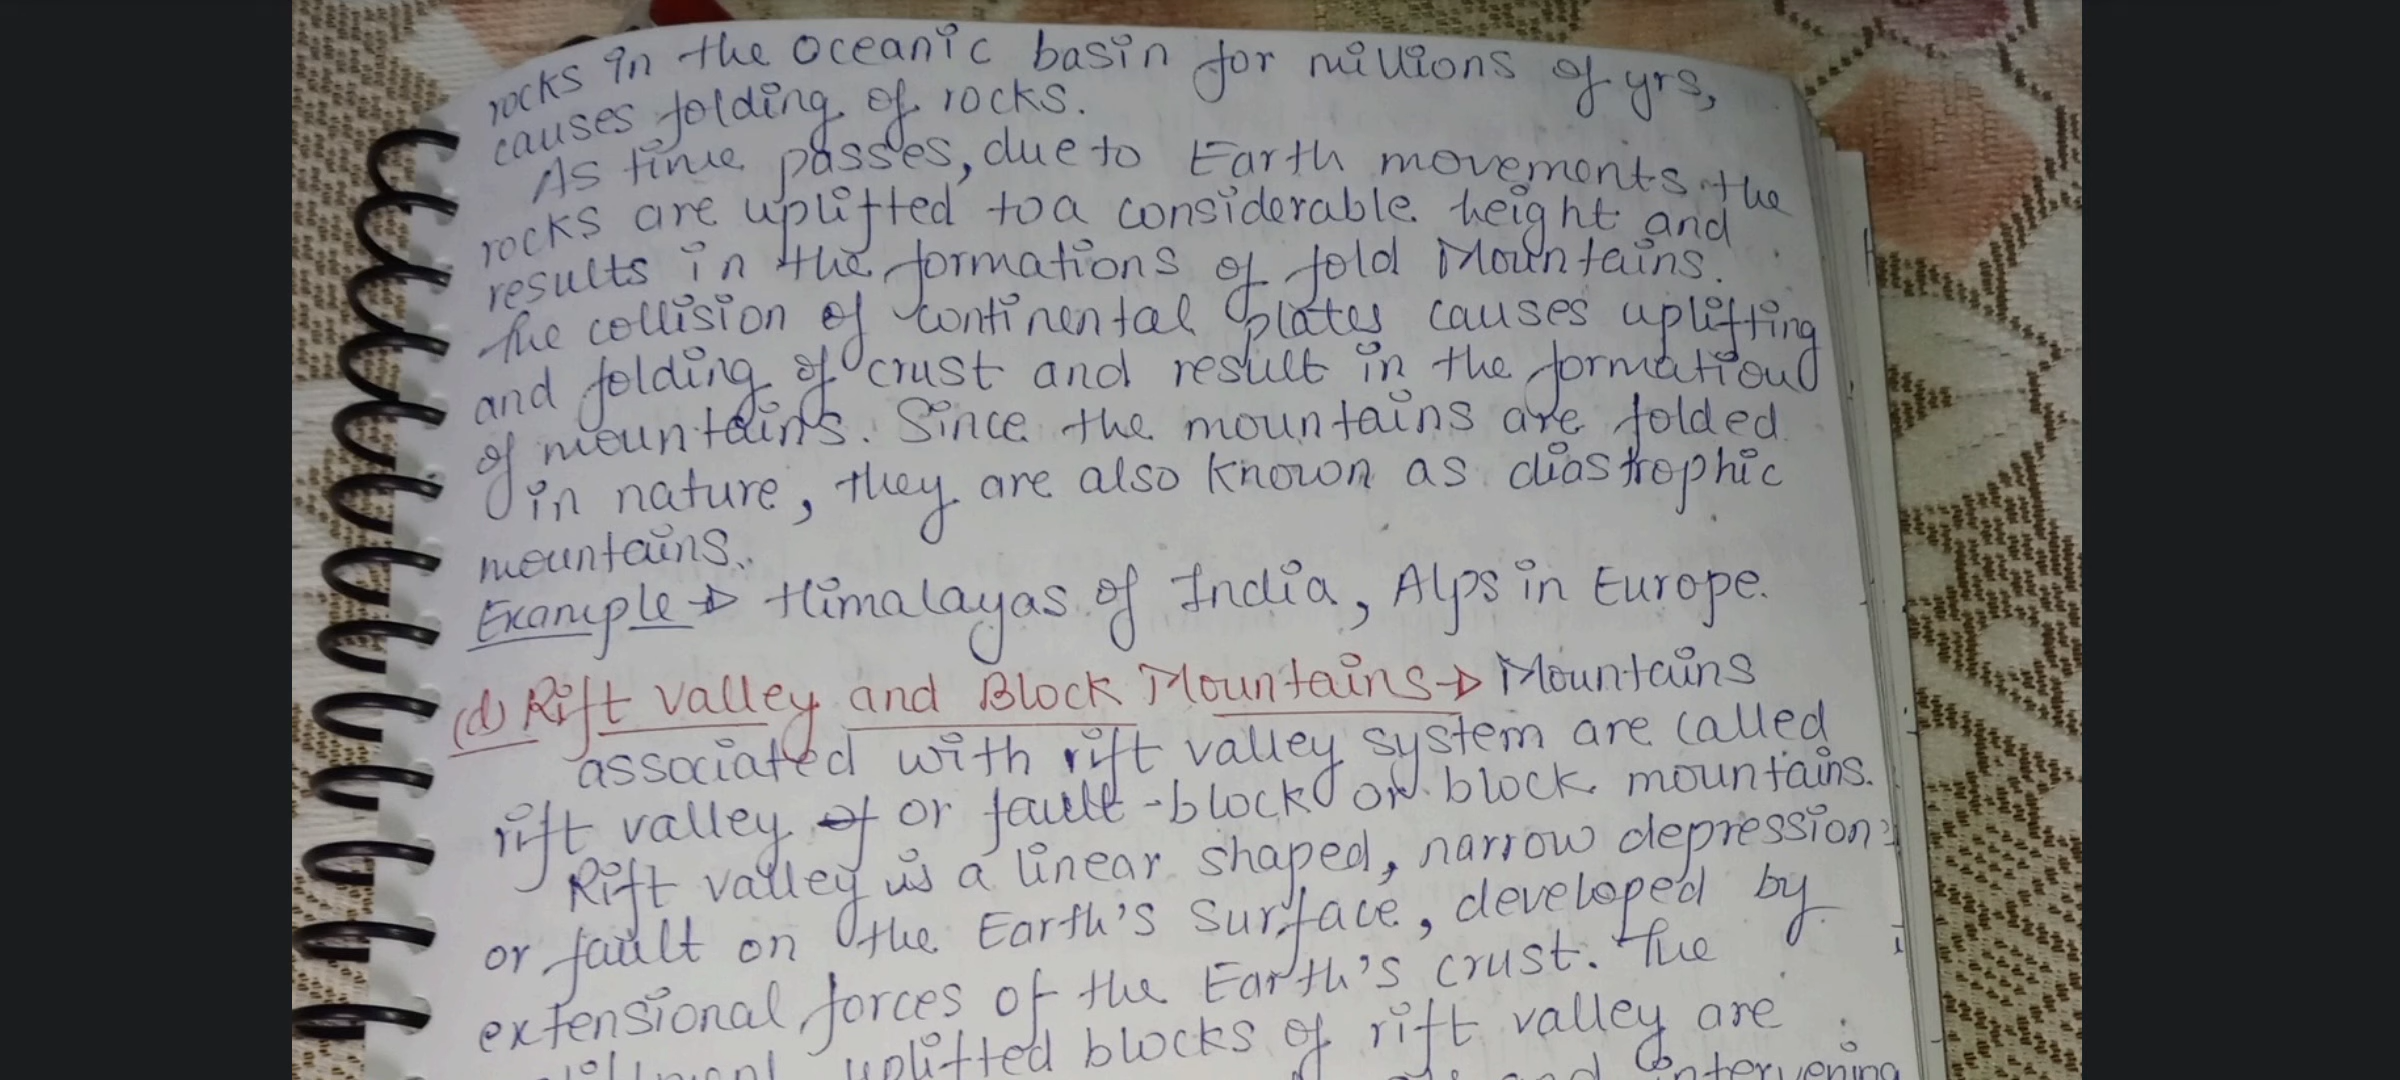 rocks in the oceanic basin for millions of yrs,
causes folding of rocks.
As time passes, due to Earth movements the
rocks are uplifted to a considerable height and
results in the formations of fold Mountains.
The collision of continental plates causes uplifting
and folding of crust and result in the formation
of mountains. Since the mountains are folded
in nature, they are also known as diastrophic
mountains.
Example → Himalayas of India, Alps in Europe.
(d) Rift valley and Block Mountains → Mountains
associated with rift valley system are called
rift valley of or fault-block or block mountains.
Rift valley is a linear shaped, narrow depression
or fault on the Earth's surface, developed by
extensional forces of the Earth's crust. The
uplifted blocks of rift valley are
and intervening